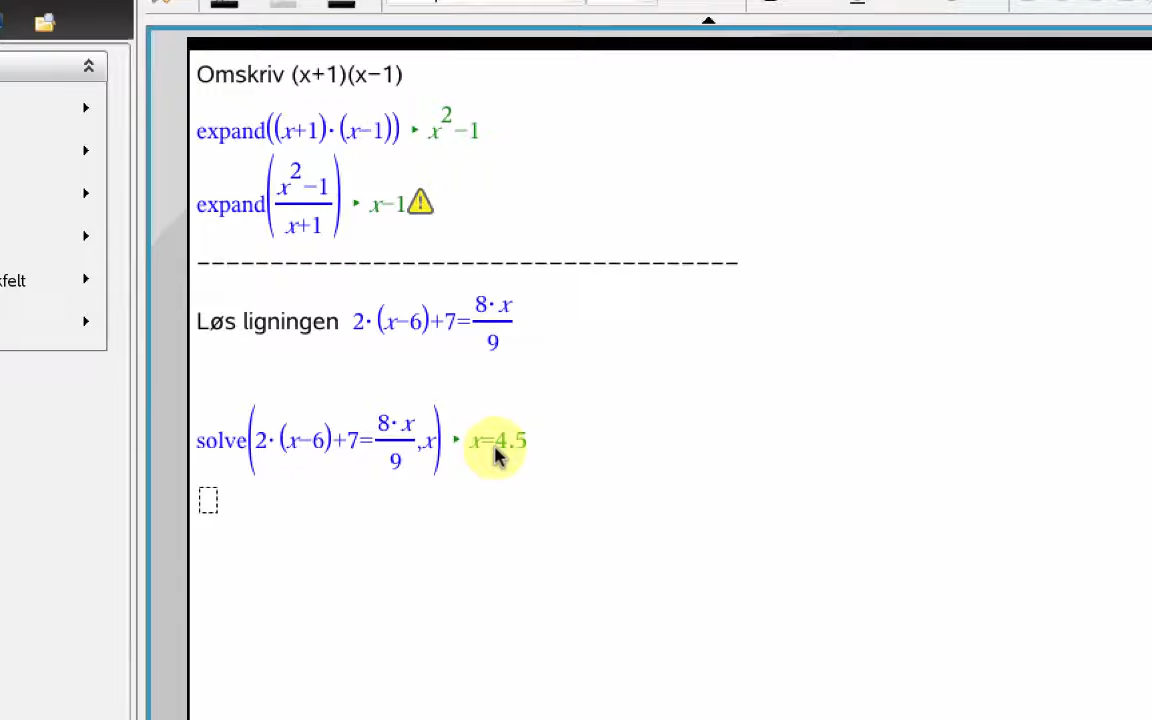 Omskriv (x+1)(x−1)
expand((x+1)·(x−1)) ▸ x²−1
expand((x²−1)/(x+1)) ▸ x−1
-------------------------------------
kfelt
Løs ligningen 2·(x−6)+7=(8·x)/9
solve(2·(x−6)+7=(8·x)/9,x) ▸ x=4.5